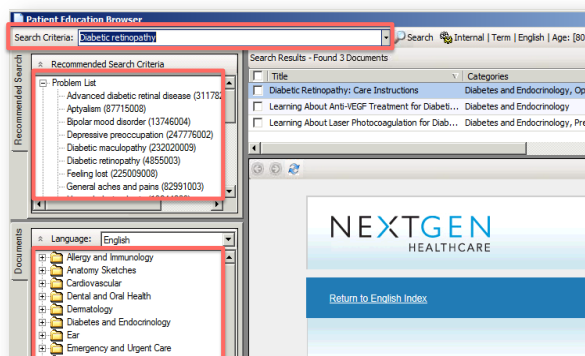 Patient Education Browser
Search Criteria: Diabetic retinopathy Search Internal | Term | English | Age: [80
Recommended Search
Recommended Search Criteria
Problem List
Advanced diabetic retinal disease (311782
Aptyalism (87715008)
Bipolar mood disorder (13746004)
Depressive preoccupation (247776002)
Diabetic maculopathy (232020009)
Diabetic retinopathy (4855003)
Feeling lost (225009008)
General aches and pains (82991003)
Search Results - Found 3 Documents
Title Categories
Diabetic Retinopathy: Care Instructions Diabetes and Endocrinology, Op
Learning About Anti-VEGF Treatment for Diabeti... Diabetes and Endocrinology
Learning About Laser Photocoagulation for Diab... Diabetes and Endocrinology, Pre
Documents
Language: English
Allergy and Immunology
Anatomy Sketches
Cardiovascular
Dental and Oral Health
Dermatology
Diabetes and Endocrinology
Ear
Emergency and Urgent Care
NEXTGEN
HEALTHCARE
Return to English Index